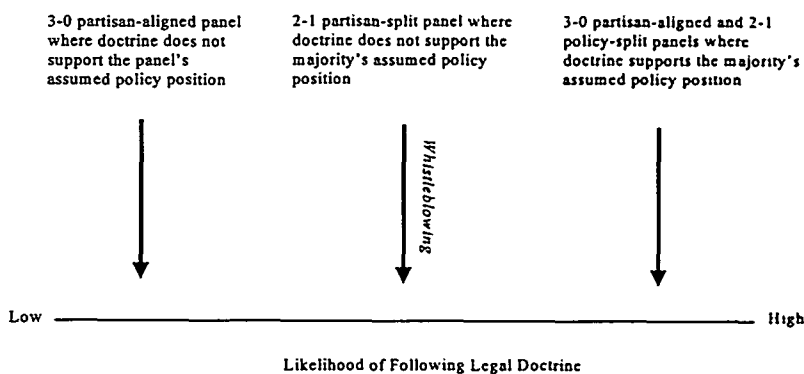 3-0 partisan-aligned panel
where doctrine does not
support the panel's
assumed policy position
2-1 partisan-split panel where
doctrine does not support the
majority's assumed policy
position
3-0 partisan-aligned and 2-1
policy-split panels where
doctrine supports the majority's
assumed policy position
Whistleblowing
Low
High
Likelihood of Following Legal Doctrine